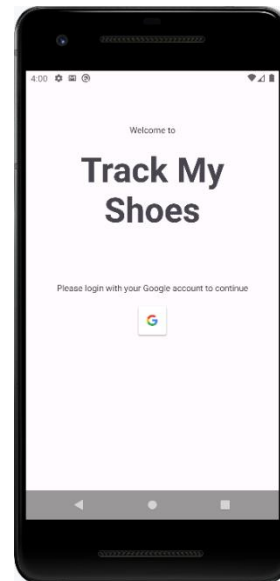 4:00
Welcome to
Track My
Shoes
Please login with your Google account to continue
G